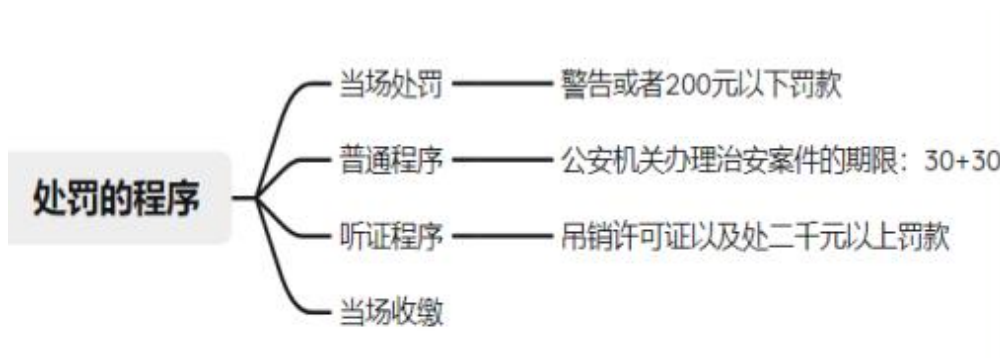 处罚的程序
当场处罚
警告或者200元以下罚款
普通程序
公安机关办理治安案件的期限：30+30
听证程序
吊销许可证以及处二千元以上罚款
当场收缴